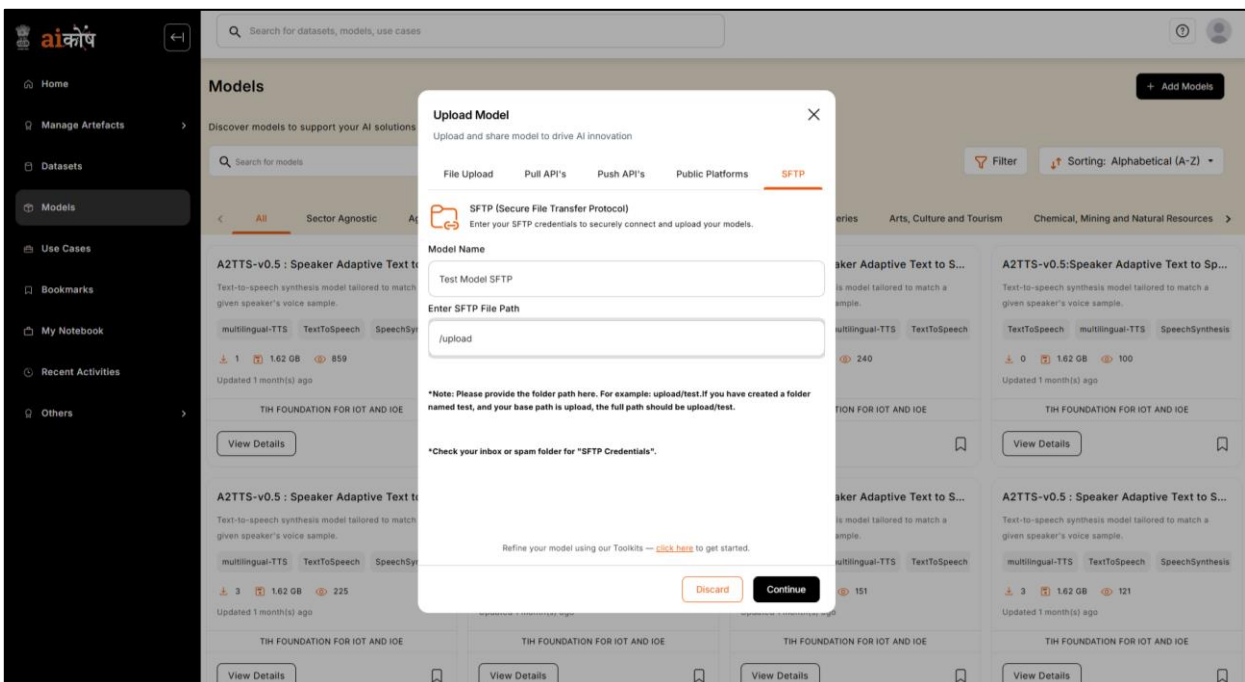 aiकोष
Search for datasets, models, use cases
Home
Manage Artefacts
Datasets
Models
Use Cases
Bookmarks
My Notebook
Recent Activities
Others
Models
+ Add Models
Discover models to support your AI solutions
Search for models
Filter
Sorting: Alphabetical (A-Z)
All Sector Agnostic
Arts, Culture and Tourism Chemical, Mining and Natural Resources
Upload Model
Upload and share model to drive AI innovation
File Upload Pull API's Push API's Public Platforms SFTP
SFTP (Secure File Transfer Protocol)
Enter your SFTP credentials to securely connect and upload your models.
Model Name
Test Model SFTP
Enter SFTP File Path
/upload
*Note: Please provide the folder path here. For example: upload/test.If you have created a folder
named test, and your base path is upload, the full path should be upload/test.
*Check your inbox or spam folder for "SFTP Credentials".
Refine your model using our Toolkits — click here to get started.
Discard Continue
A2TTS-v0.5 : Speaker Adaptive Text to
Text-to-speech synthesis model tailored to match
given speaker's voice sample.
multilingual-TTS TextToSpeech
1 1.62 GB 859
Updated 1 month(s) ago
TIH FOUNDATION FOR IOT AND IOE
View Details
Adaptive Text to S...
model tailored to match a
TextToSpeech
240
FOR IOT AND IOE
A2TTS-v0.5:Speaker Adaptive Text to Sp...
Text-to-speech synthesis model tailored to match a
given speaker's voice sample.
TextToSpeech multilingual-TTS SpeechSynthesis
0 1.62 GB 100
Updated 1 month(s) ago
TIH FOUNDATION FOR IOT AND IOE
View Details
A2TTS-v0.5 : Speaker Adaptive Text to
Text-to-speech synthesis model tailored to match
given speaker's voice sample.
multilingual-TTS TextToSpeech
3 1.62 GB 225
Updated 1 month(s) ago
TIH FOUNDATION FOR IOT AND IOE
View Details
TIH FOUNDATION FOR IOT AND IOE
View Details
Adaptive Text to S...
model tailored to match a
TextToSpeech
151
TIH FOUNDATION FOR IOT AND IOE
View Details
A2TTS-v0.5 : Speaker Adaptive Text to S...
Text-to-speech synthesis model tailored to match a
given speaker's voice sample.
multilingual-TTS TextToSpeech SpeechSynthesis
3 1.62 GB 121
Updated 1 month(s) ago
TIH FOUNDATION FOR IOT AND IOE
View Details